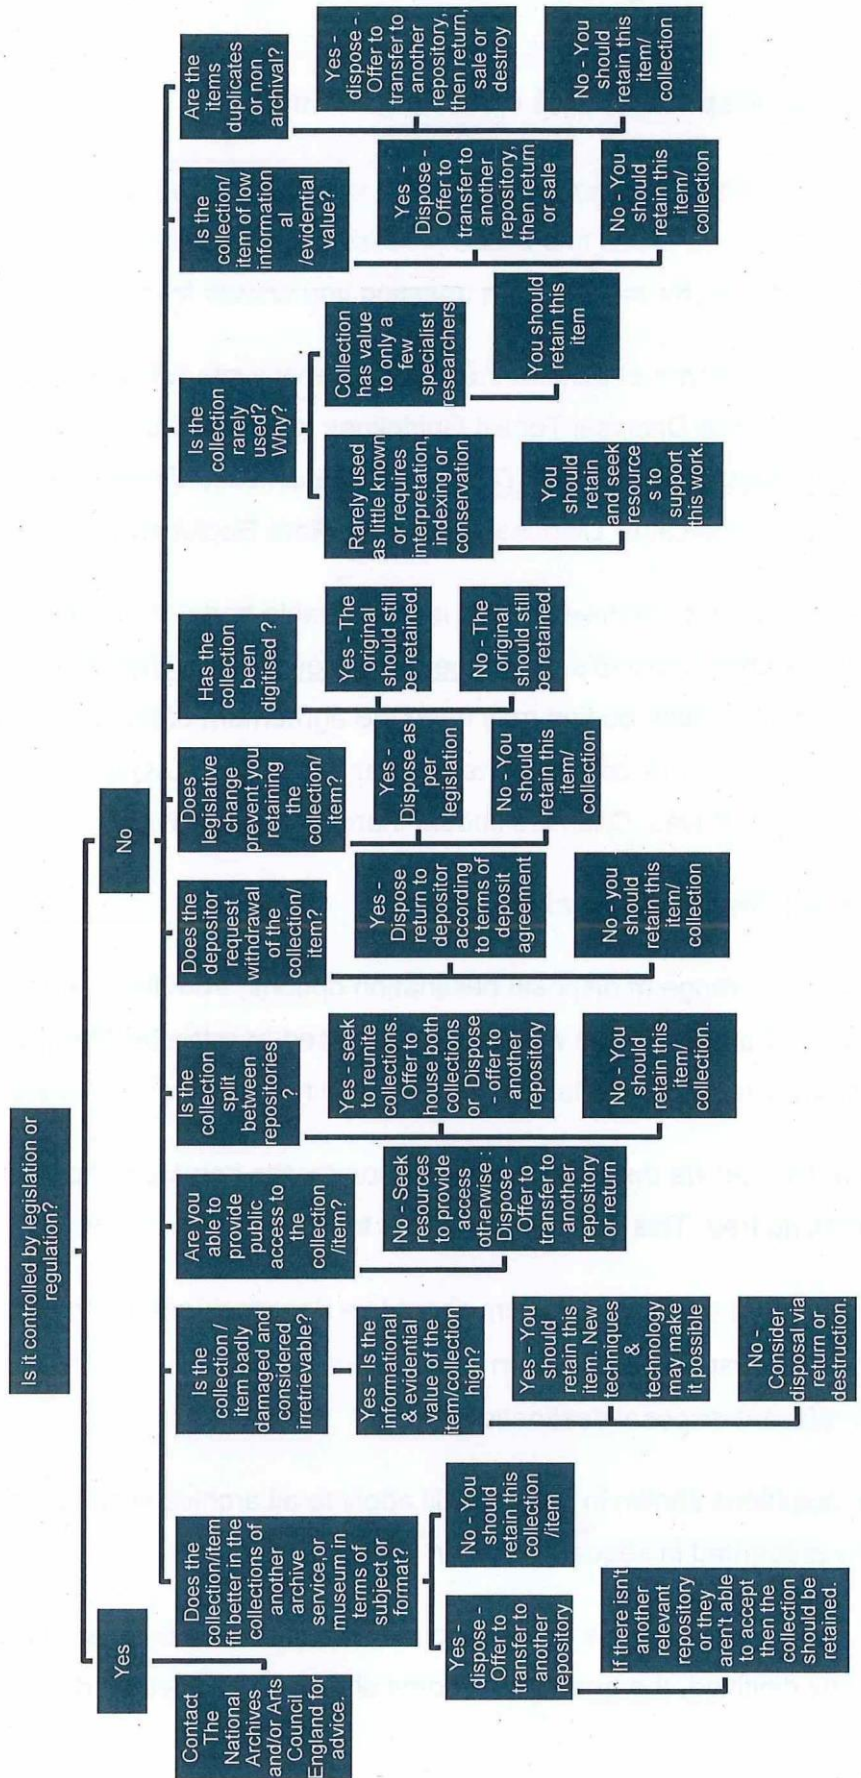 Is it controlled by legislation or
regulation?
Yes
No
Contact The
National
Archives
and/or Arts
Council
England for
advice.
Does the
collection/item
fit better in the
collections of
another
archive
service,or
museum in
terms of
subject or
format?
Yes -
dispose -
Offer to
transfer to
another
repository
If there isn't
another
relevant
repository
or they
aren't able
to accept
then the
collection
should be
retained.
No - You
should
retain this
collection
/item
Is the
collection /
item badly
damaged and
considered
irretrievable?
Yes - Is the
informational
& evidential
value of the
item/collection
high?
Yes - You
should
retain this
item. New
techniques
&
technology
may make
it possible
No -
Consider
disposal via
return or
destruction.
Are you
able to
provide
public
access to
the
collection
/item?
No - Seek
resources
to provide
access
otherwise :
Dispose -
Offer to
transfer to
another
repository
or return
Is the
collection
split
between
repositories
?
Yes - seek
to reunite
collections.
Offer to
house both
collections
or Dispose
- offer to
another
repository
No - You
should
retain this
item/
collection.
Does the
depositor
request
withdrawal
of the
collection/
item?
Yes -
Dispose
return to
depositor
according
to terms of
deposit
agreement
No - you
should
retain this
item/
collection
Does
legislative
change
prevent you
retaining
the
collection/
item?
Yes -
Dispose as
per
legislation
No - You
should
retain this
item/
collection
Has the
collection
been
digitised ?
Yes - The
original
should still
be retained.
No - The
original
should still
be retained.
Is the
collection
rarely
used?
Why?
Rarely used
as little known
or requires
interpretation,
indexing or
conservation
You
should
retain
and seek
resource
s to
support
this work.
Collection
has value
to only a
few
specialist
researchers
You should
retain this
item
Is the
collection/
item of low
information
al
/evidential
value?
Yes -
Dispose -
Offer to
transfer to
another
repository,
then return
or sale
No - You
should
retain this
item/
collection
Are the
items
duplicates
or non
archival?
Yes -
dispose -
Offer to
transfer to
another
repository,
then return,
sale or
destroy
No - You
should
retain this
item/
collection